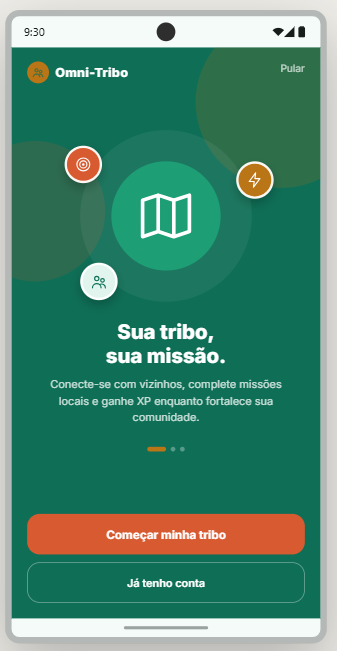 9:30
Omni-Tribo
Pular
Sua tribo,
sua missão.
Conecte-se com vizinhos, complete missões
locais e ganhe XP enquanto fortalece sua
comunidade.
Começar minha tribo
Já tenho conta